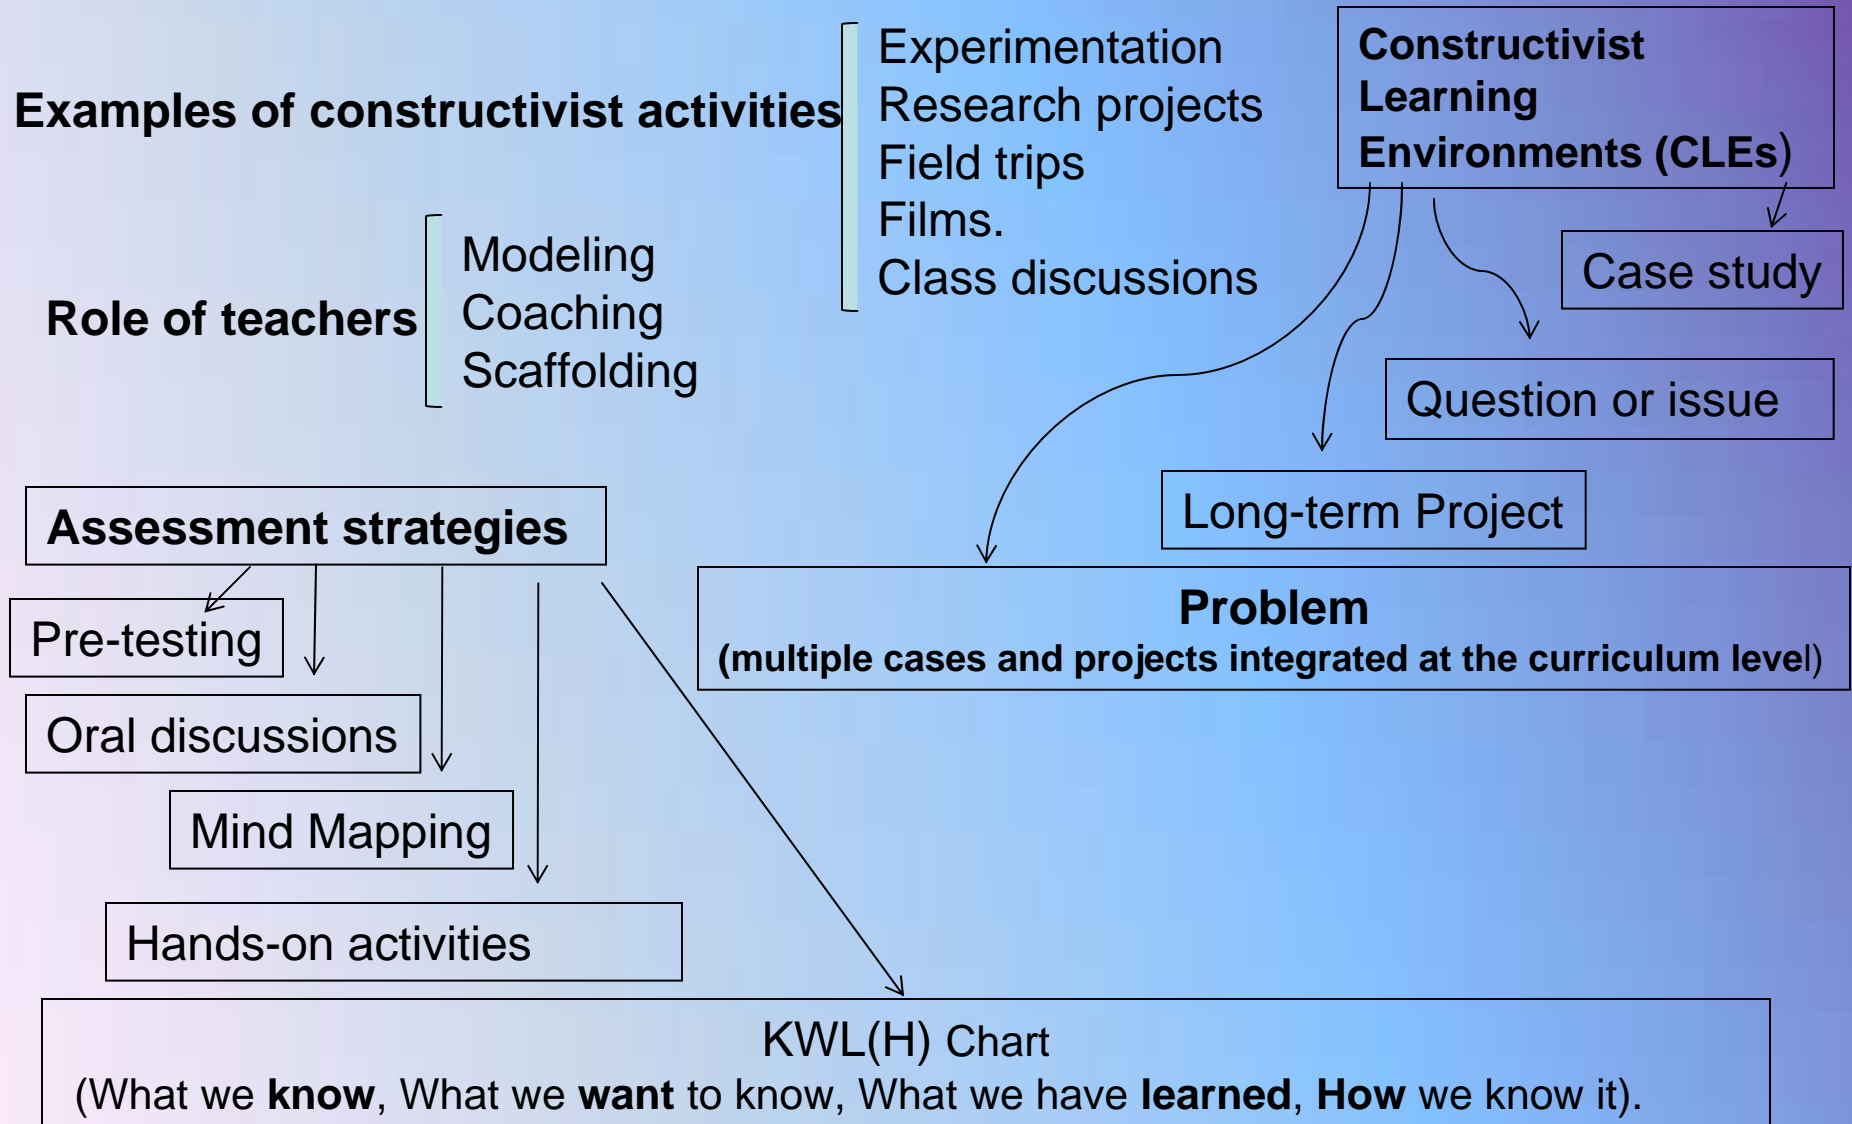 Examples of constructivist activities
Experimentation
Research projects
Field trips
Films.
Class discussions
Role of teachers
Modeling
Coaching
Scaffolding
Constructivist
Learning
Environments (CLEs)
Case study
Question or issue
Long-term Project
Problem
(multiple cases and projects integrated at the curriculum level)
Assessment strategies
Pre-testing
Oral discussions
Mind Mapping
Hands-on activities
KWL(H) Chart
(What we know, What we want to know, What we have learned, How we know it).